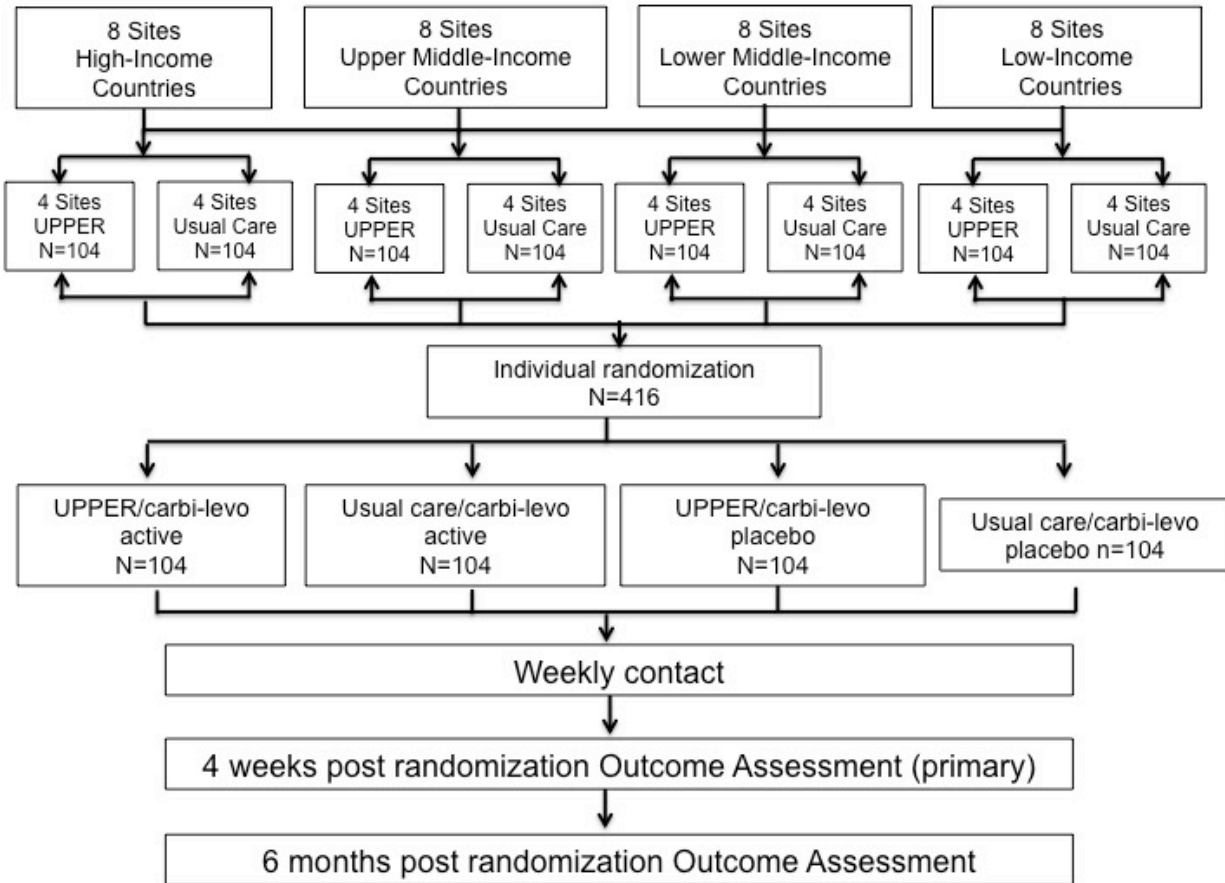 8 Sites
High-Income
Countries
8 Sites
Upper Middle-Income
Countries
8 Sites
Lower Middle-Income
Countries
8 Sites
Low-Income
Countries
4 Sites
UPPER
N=104
4 Sites
Usual Care
N=104
4 Sites
UPPER
N=104
4 Sites
Usual Care
N=104
4 Sites
UPPER
N=104
4 Sites
Usual Care
N=104
4 Sites
UPPER
N=104
4 Sites
Usual Care
N=104
Individual randomization
N=416
UPPER/carbi-levo
active
N=104
Usual care/carbi-levo
active
N=104
UPPER/carbi-levo
placebo
N=104
Usual care/carbi-levo
placebo n=104
Weekly contact
4 weeks post randomization Outcome Assessment (primary)
6 months post randomization Outcome Assessment